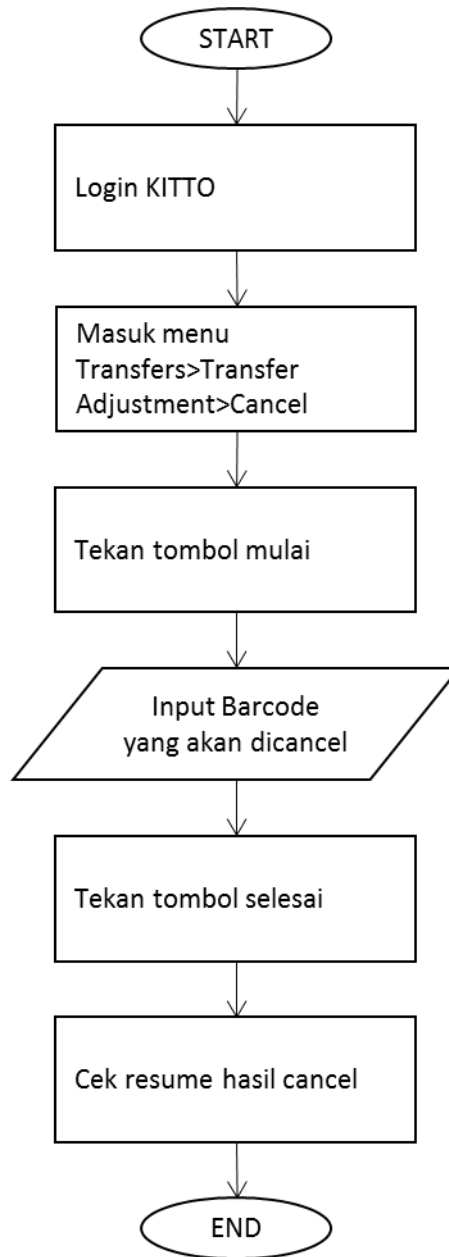 START
Login KITTO
Masuk menu
Transfers>Transfer
Adjustment>Cancel
Tekan tombol mulai
Input Barcode
yang akan dicancel
Tekan tombol selesai
Cek resume hasil cancel
END